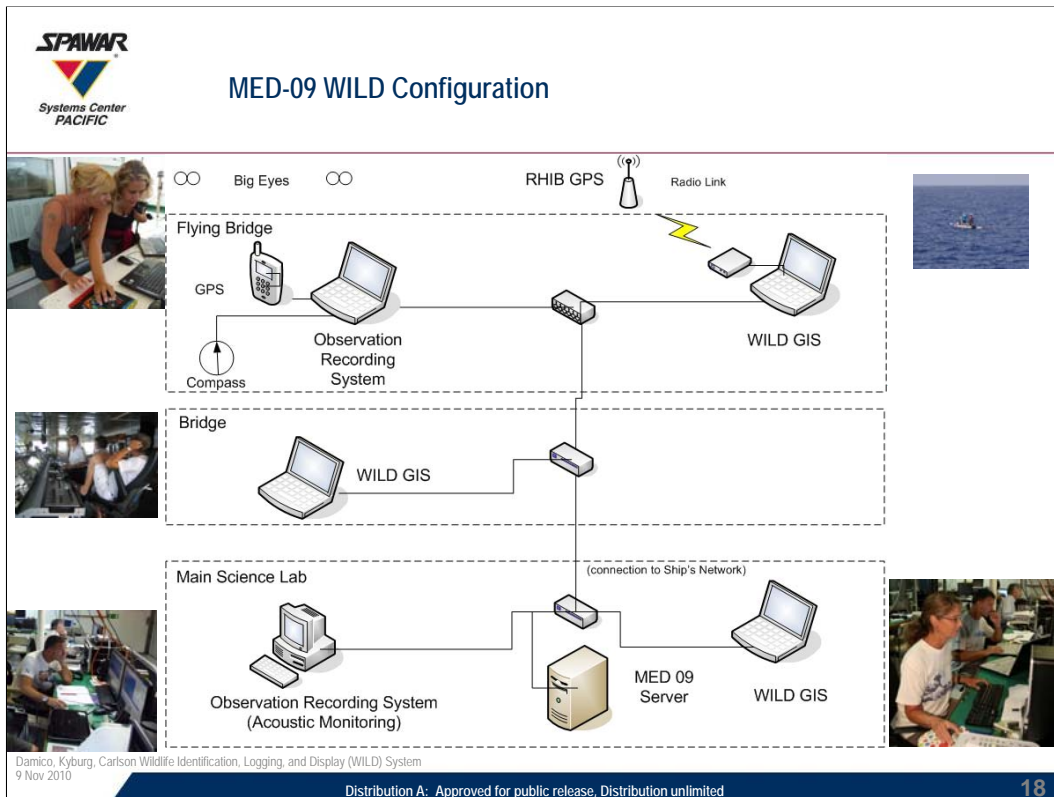 SPAWAR
Systems Center
PACIFIC
MED-09 WILD Configuration
Big Eyes
RHIB GPS
Radio Link
Flying Bridge
GPS
Compass
Observation
Recording
System
WILD GIS
Bridge
WILD GIS
Main Science Lab
(connection to Ship's Network)
Observation Recording System
(Acoustic Monitoring)
MED 09
Server
WILD GIS
Damico, Kyburg, Carlson Wildlife Identification, Logging, and Display (WILD) System
9 Nov 2010
Distribution A: Approved for public release, Distribution unlimited
18